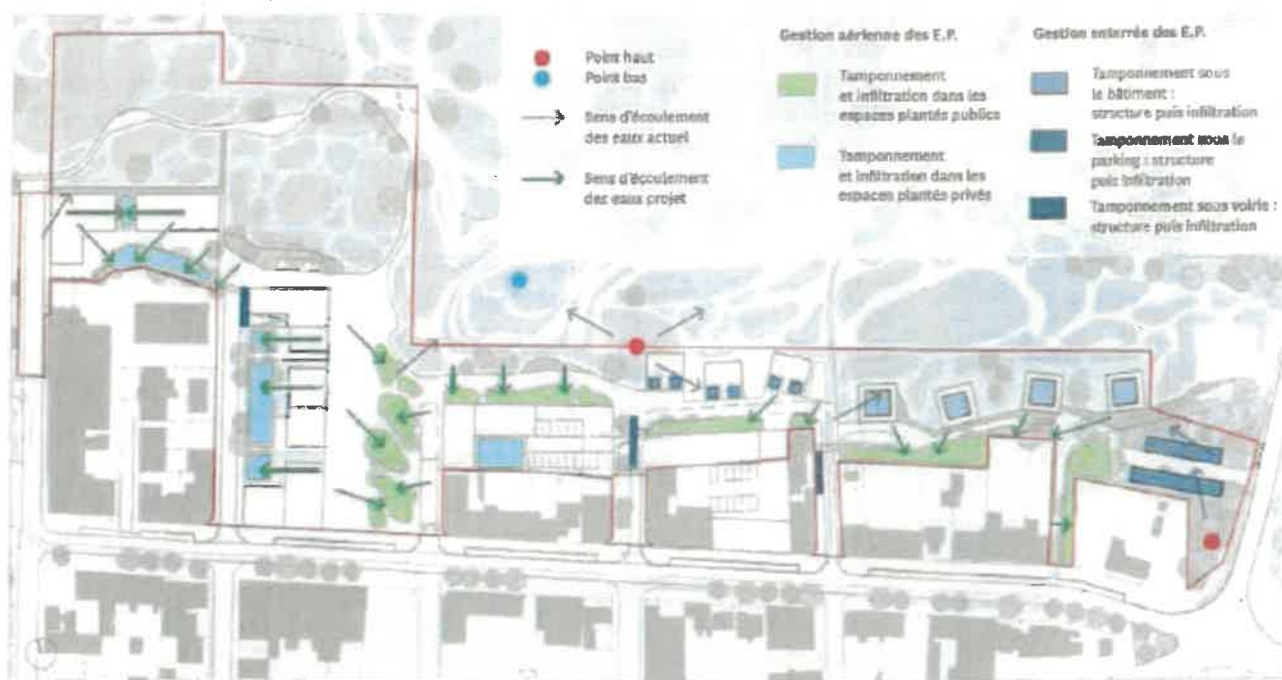 Point haut
Point bas
Sens d'écoulement
des eaux actuel
Sens d'écoulement
des eaux projet
Gestion aérienne des E.P.
Tamponnement
et infiltration dans les
espaces plantés publics
Tamponnement
et infiltration dans les
espaces plantés privés
Gestion enterrée des E.P.
Tamponnement sous
le bâtiment :
structure puis infiltration
Tamponnement sous le
parking : structure
puis infiltration
Tamponnement sous voirie :
structure puis infiltration